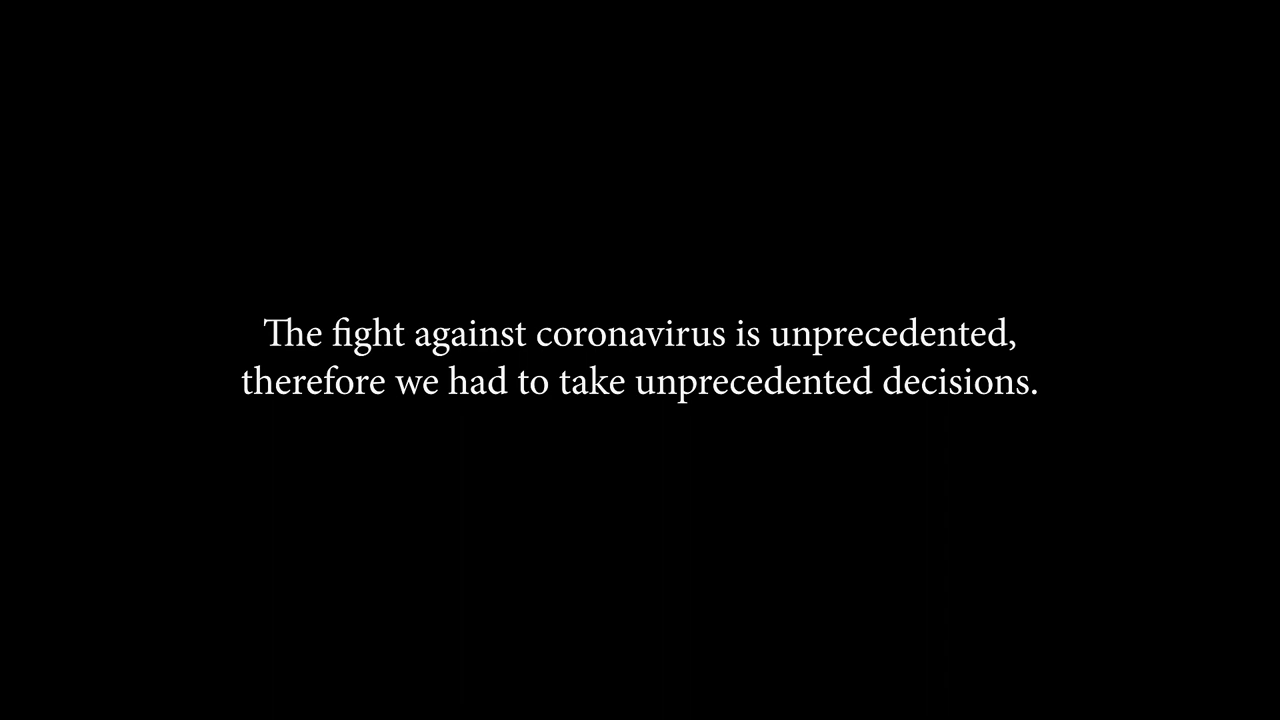 The fight against coronavirus is unprecedented,
therefore we had to take unprecedented decisions.